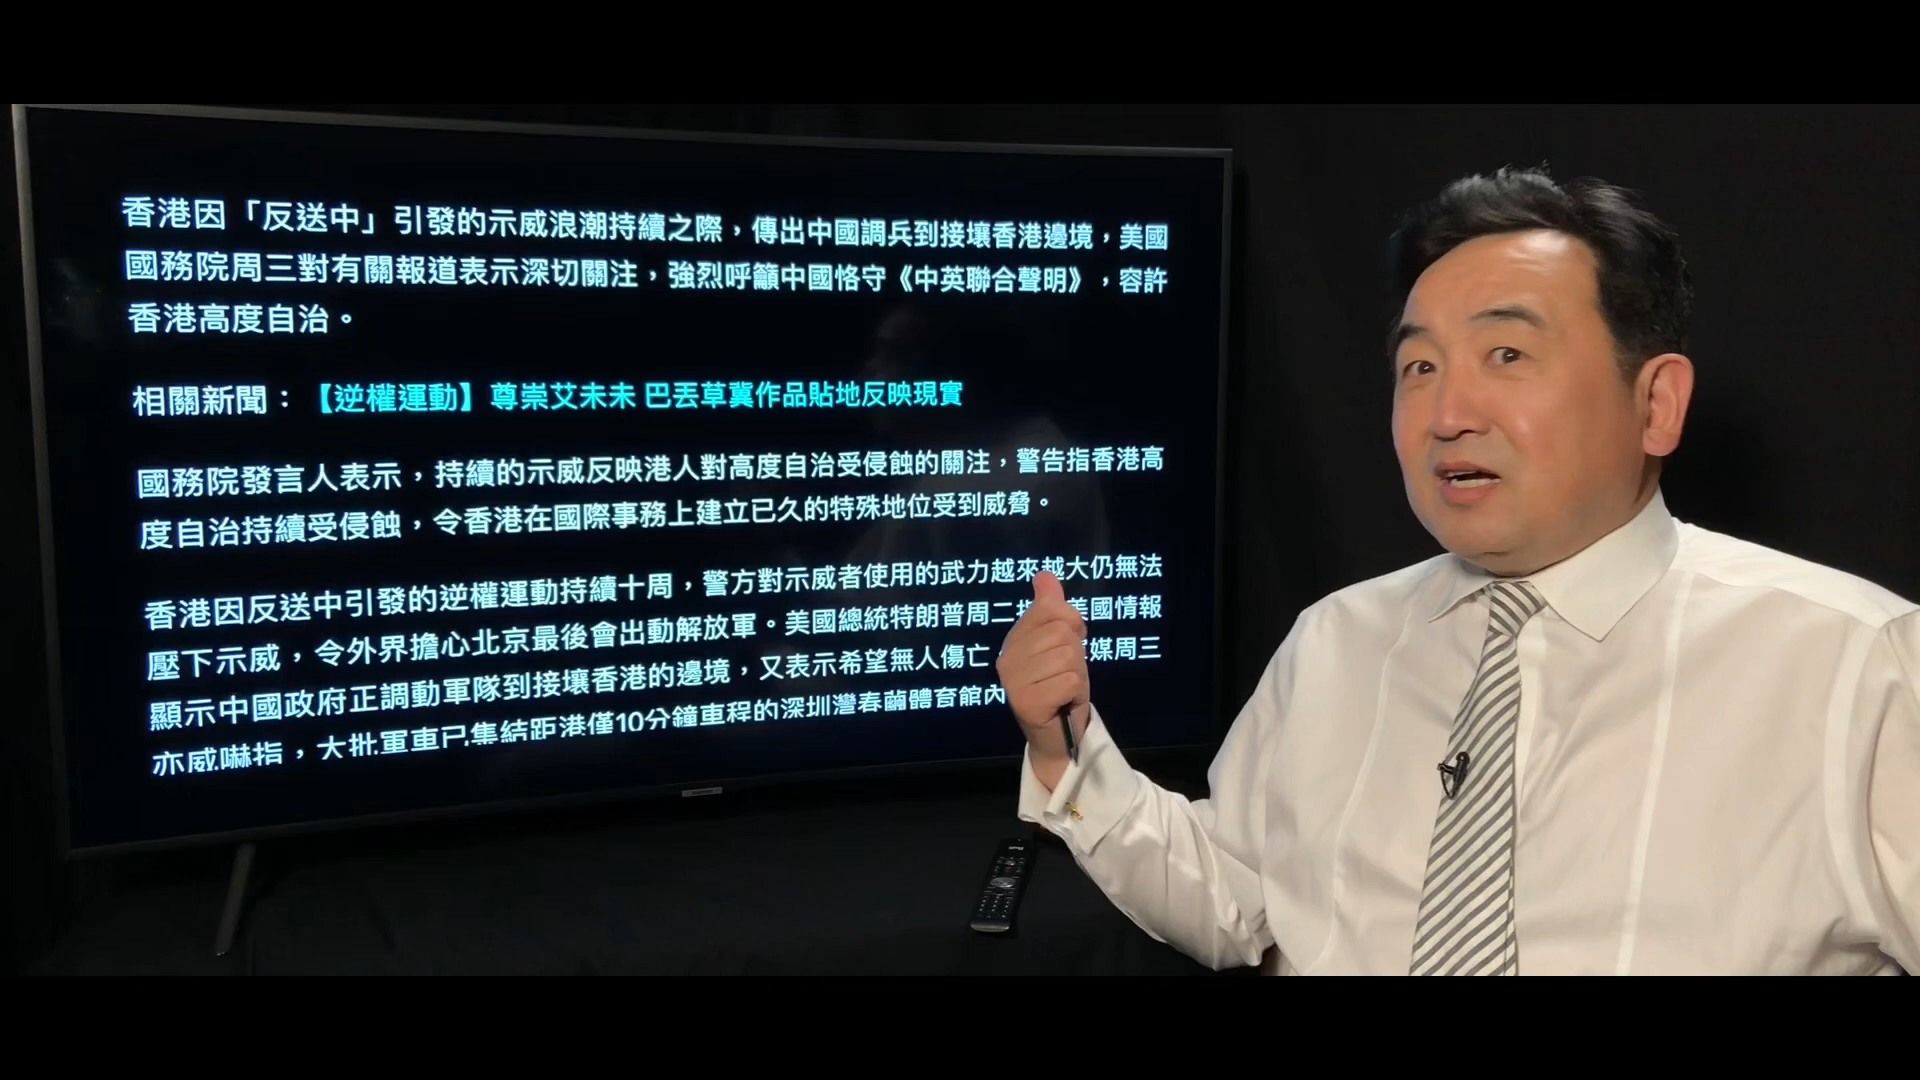 香港因「反送中」引發的示威浪潮持續之際，傳出中國調兵到接壤香港邊境，美國
國務院周三對有關報道表示深切關注，強烈呼籲中國恪守《中英聯合聲明》，容許
香港高度自治。
相關新聞：【逆權運動】尊崇艾未未 巴丟草冀作品貼地反映現實
國務院發言人表示，持續的示威反映港人對高度自治受侵蝕的關注，警告指香港高
度自治持續受侵蝕，令香港在國際事務上建立已久的特殊地位受到威脅。
香港因反送中引發的逆權運動持續十周，警方對示威者使用的武力越來越大仍無法
壓下示威，令外界擔心北京最後會出動解放軍。美國總統特朗普周二指 美國情報
顯示中國政府正調動軍隊到接壤香港的邊境，又表示希望無人傷亡 媒周三
亦威嚇指，大批軍車已集結距港僅10分鐘車程的深圳灣春繭體育館內